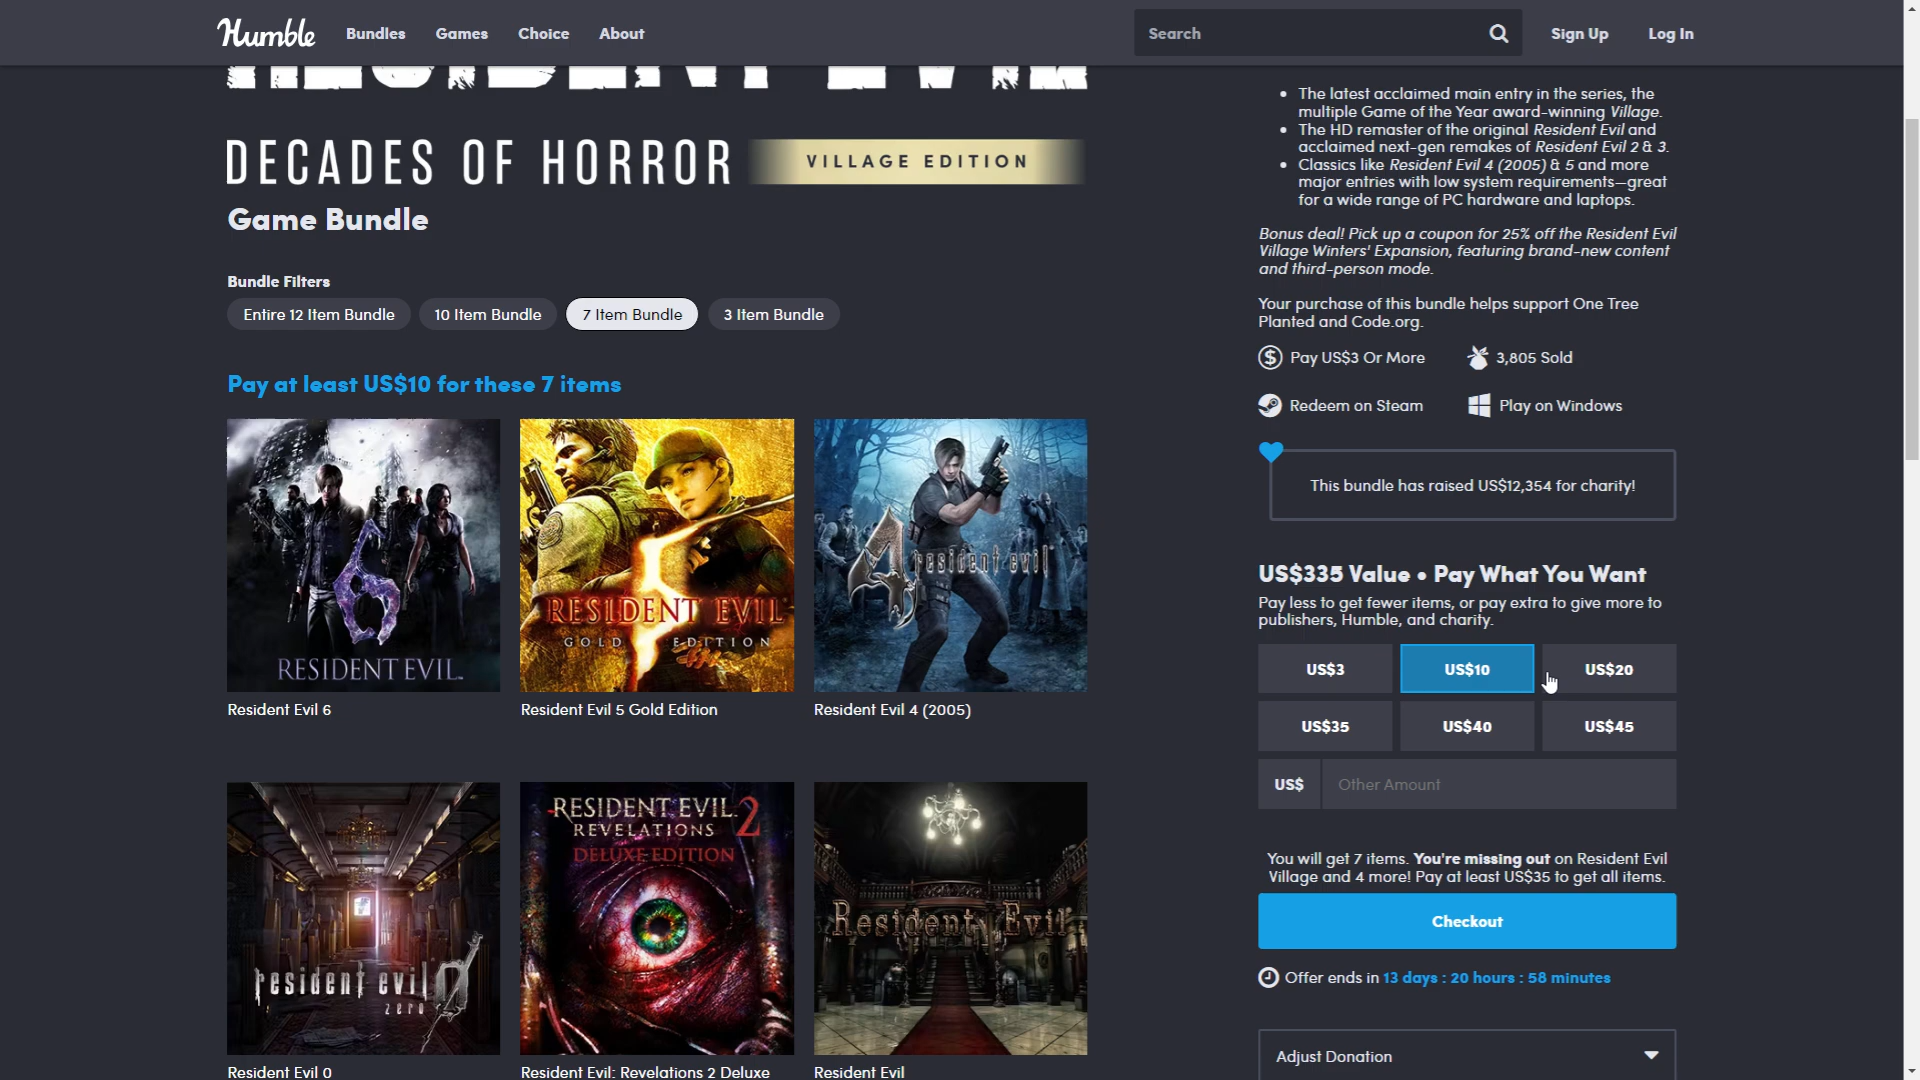 Humble
Bundles
Games
Choice
About
Search
Sign Up
Log In
RESIDENT EVIL
DECADES OF HORROR
VILLAGE EDITION
Game Bundle
Bundle Filters
Entire 12 Item Bundle
10 Item Bundle
7 Item Bundle
3 Item Bundle
Pay at least US$10 for these 7 items
RESIDENT EVIL
Resident Evil 6
RESIDENT EVIL
GOLD EDITION
Resident Evil 5 Gold Edition
4 resident evil
Resident Evil 4 (2005)
resident evil 0
zero
Resident Evil 0
RESIDENT EVIL
REVELATIONS 2
DELUXE EDITION
Resident Evil: Revelations 2 Deluxe
Resident Evil
Resident Evil
• The latest acclaimed main entry in the series, the
multiple Game of the Year award-winning Village.
• The HD remaster of the original Resident Evil and
acclaimed next-gen remakes of Resident Evil 2 & 3.
• Classics like Resident Evil 4 (2005) & 5 and more
major entries with low system requirements—great
for a wide range of PC hardware and laptops.
Bonus deal! Pick up a coupon for 25% off the Resident Evil
Village Winters' Expansion, featuring brand-new content
and third-person mode.
Your purchase of this bundle helps support One Tree
Planted and Code.org.
Pay US$3 Or More
3,805 Sold
Redeem on Steam
Play on Windows
This bundle has raised US$12,354 for charity!
US$335 Value • Pay What You Want
Pay less to get fewer items, or pay extra to give more to
publishers, Humble, and charity.
US$3
US$10
US$20
US$35
US$40
US$45
US$
Other Amount
You will get 7 items. You're missing out on Resident Evil
Village and 4 more! Pay at least US$35 to get all items.
Checkout
Offer ends in 13 days : 20 hours : 58 minutes
Adjust Donation